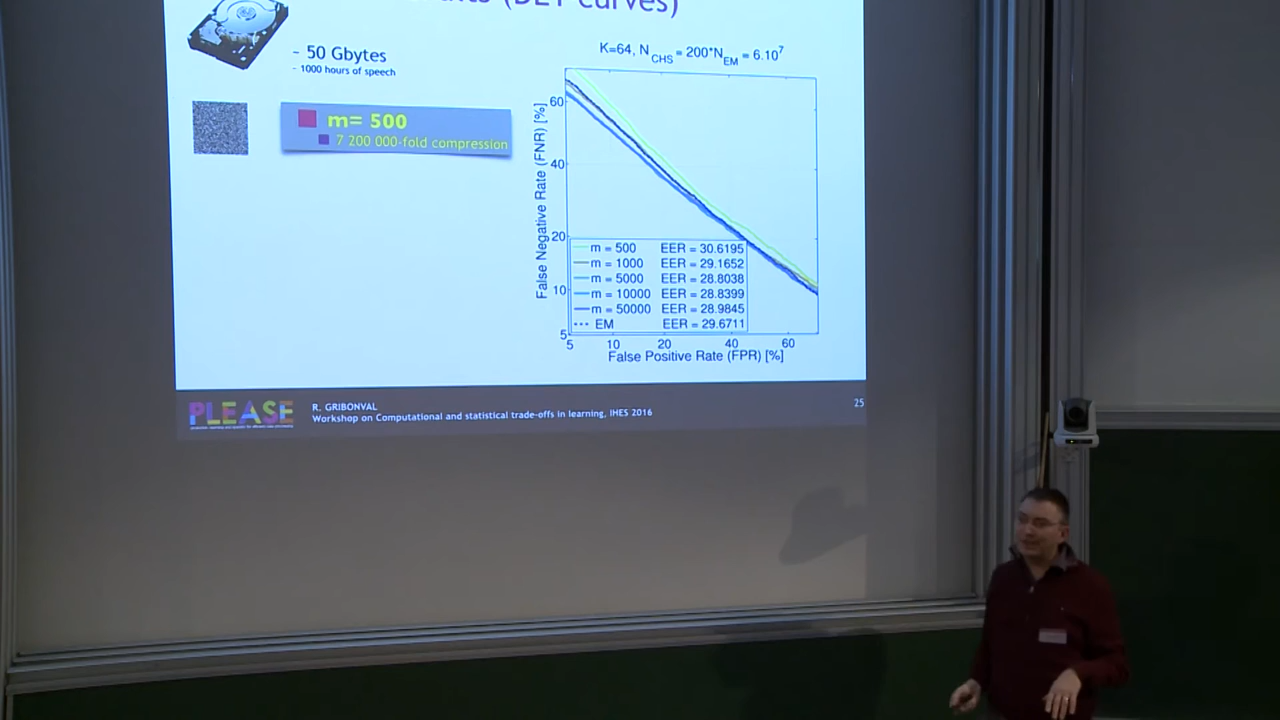 (DET curves)
- 50 Gbytes
- 1000 hours of speech
m= 500
7 200 000-fold compression
K=64, N_CHS = 200*N_EM = 6.10^7
False Negative Rate (FNR) [%]
60
40
20
10
5
m = 500 EER = 30.6195
m = 1000 EER = 29.1652
m = 5000 EER = 28.8038
m = 10000 EER = 28.8399
m = 50000 EER = 28.9845
EM EER = 29.6711
5 10 20 40 60
False Positive Rate (FPR) [%]
PLEASE
R. GRIBONVAL
Workshop on Computational and statistical trade-offs in learning, IHES 2016
25